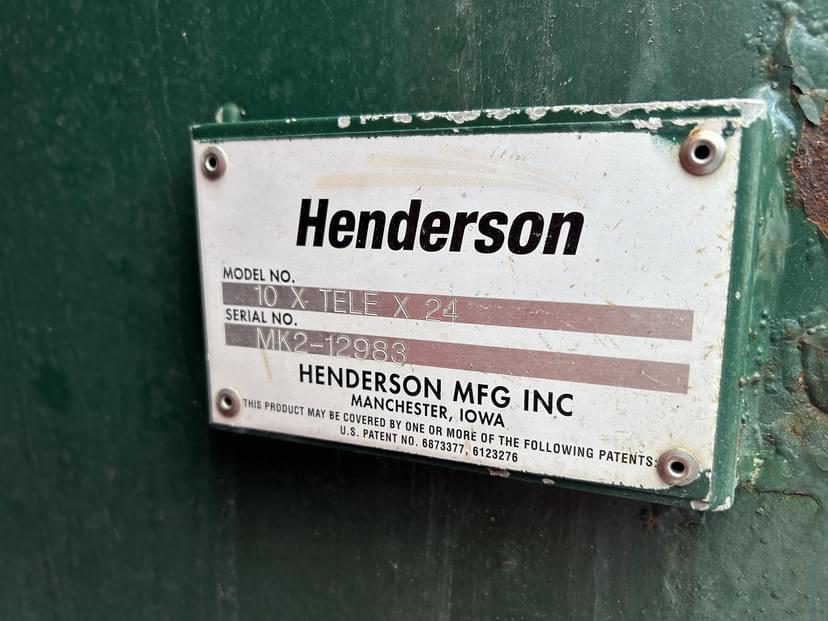 Henderson
MODEL NO.
10 X TELE X 24
SERIAL NO.
MK2-12983
HENDERSON MFG INC
MANCHESTER, IOWA
THIS PRODUCT MAY BE COVERED BY ONE OR MORE OF THE FOLLOWING PATENTS:
U.S. PATENT NO. 6873377, 6123276